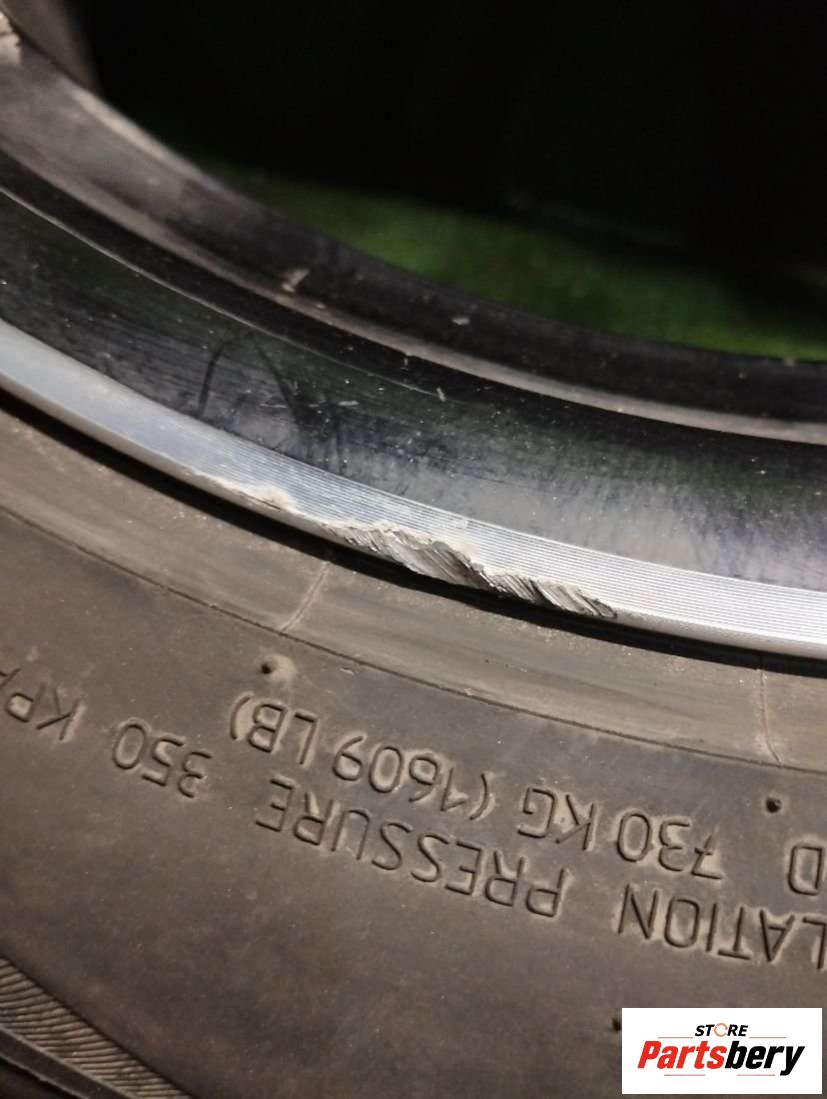 D 730 KG (1609 LB)
LATION PRESSURE 350 KPA
STORE
Partsbery